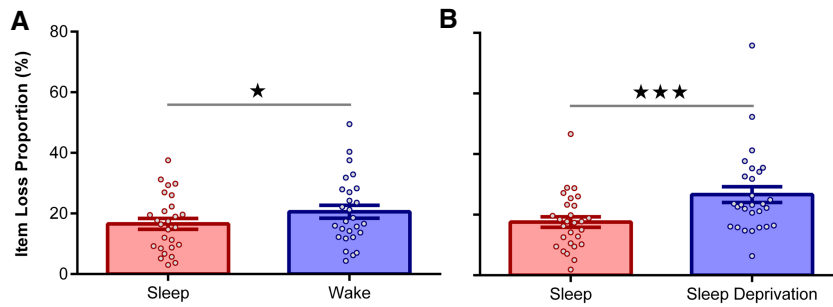 A
B
Item Loss Proportion (%)
80
60
40
20
0
★
★★★
Sleep
Wake
Sleep
Sleep Deprivation